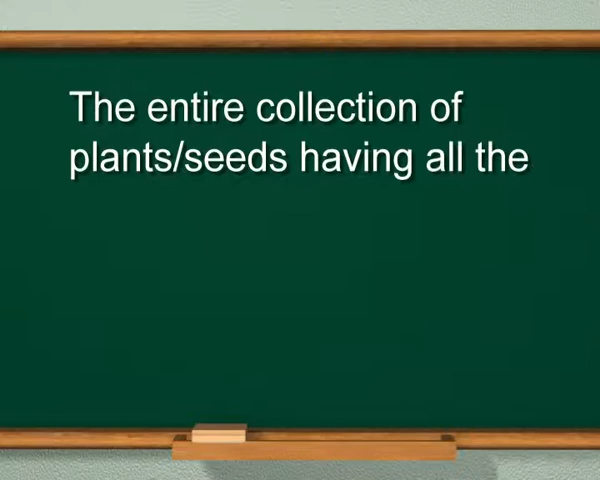 The entire collection of
plants/seeds having all the